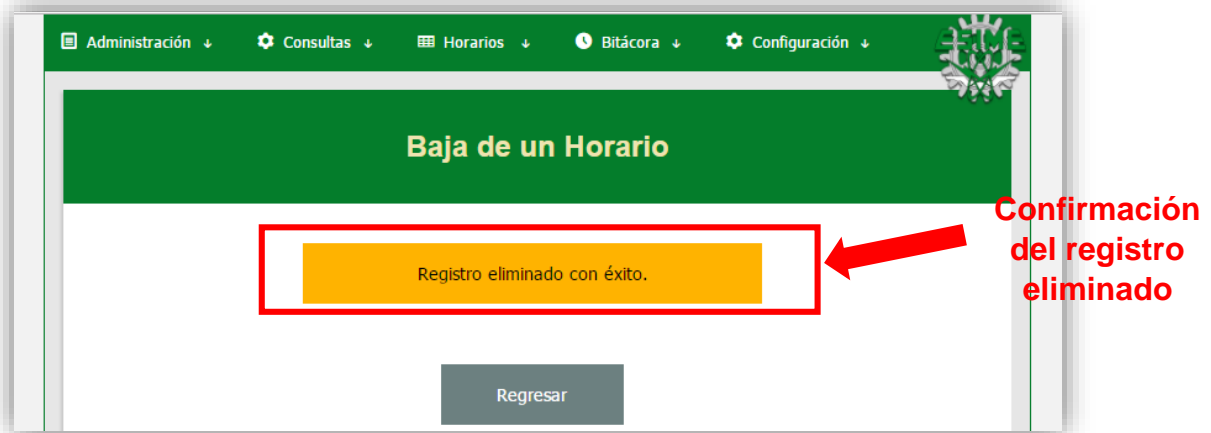 Administración ↓ Consultas ↓ Horarios ↓ Bitácora ↓ Configuración ↓
Baja de un Horario
Registro eliminado con éxito.
Confirmación
del registro
eliminado
Regresar